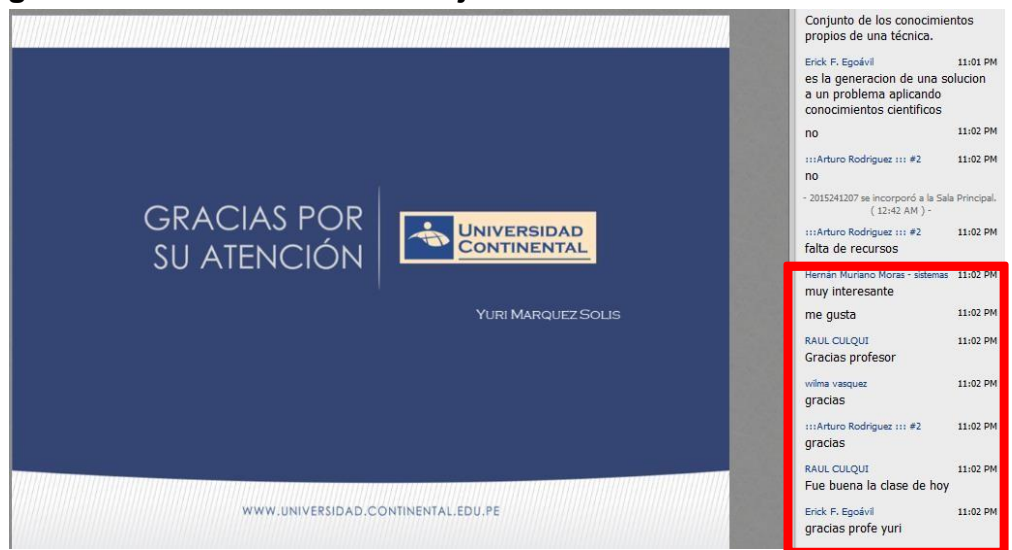 GRACIAS POR
SU ATENCIÓN
UNIVERSIDAD
CONTINENTAL
YURI MARQUEZ SOLIS
WWW.UNIVERSIDAD.CONTINENTAL.EDU.PE
Conjunto de los conocimientos
propios de una técnica.
Erick F. Egoávil 11:01 PM
es la generacion de una solucion
a un problema aplicando
conocimientos cientificos
no 11:02 PM
:::Arturo Rodriguez ::: #2 11:02 PM
no
- 2015241207 se incorporó a la Sala Principal.
( 12:42 AM ) -
:::Arturo Rodriguez ::: #2 11:02 PM
falta de recursos
Hernán Muriano Moras - sistemas 11:02 PM
muy interesante
me gusta 11:02 PM
RAUL CULQUI 11:02 PM
Gracias profesor
wilma vasquez 11:02 PM
gracias
:::Arturo Rodriguez ::: #2 11:02 PM
gracias
RAUL CULQUI 11:02 PM
Fue buena la clase de hoy
Erick F. Egoávil 11:02 PM
gracias profe yuri